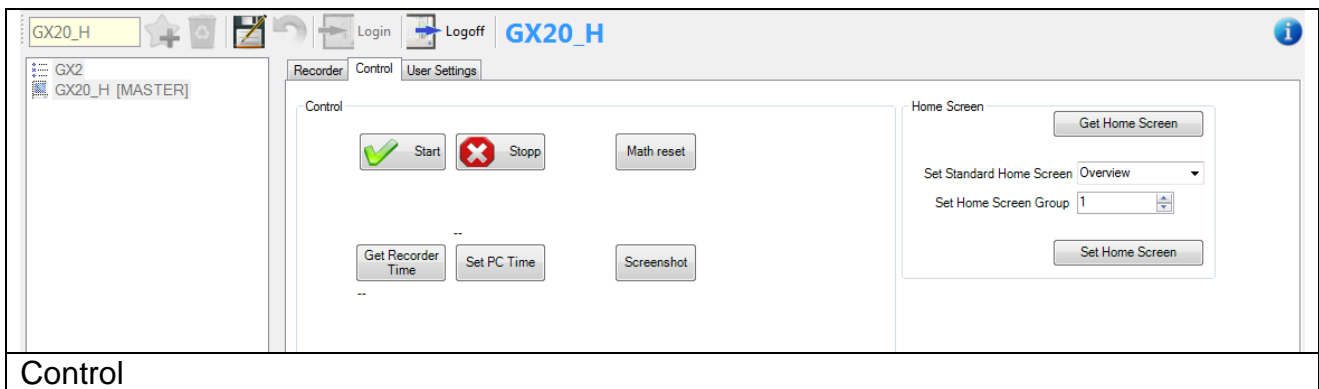 GX20_H
Login
Logoff
GX20_H
GX2
GX20_H [MASTER]
Recorder
Control
User Settings
Control
Start
Stopp
Math reset
--
Get Recorder
Time
Set PC Time
Screenshot
--
Home Screen
Get Home Screen
Set Standard Home Screen Overview
Set Home Screen Group 1
Set Home Screen
Control